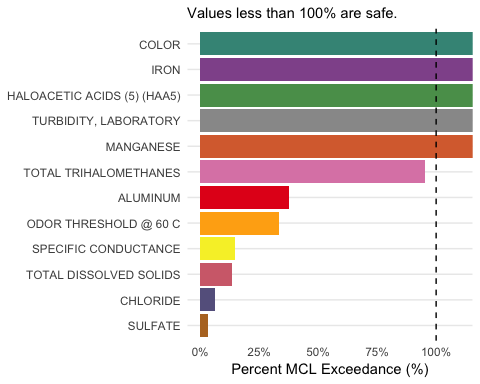 Values less than 100% are safe.
COLOR
IRON
HALOACETIC ACIDS (5) (HAA5)
TURBIDITY, LABORATORY
MANGANESE
TOTAL TRIHALOMETHANES
ALUMINUM
ODOR THRESHOLD @ 60 C
SPECIFIC CONDUCTANCE
TOTAL DISSOLVED SOLIDS
CHLORIDE
SULFATE
0% 25% 50% 75% 100%
Percent MCL Exceedance (%)